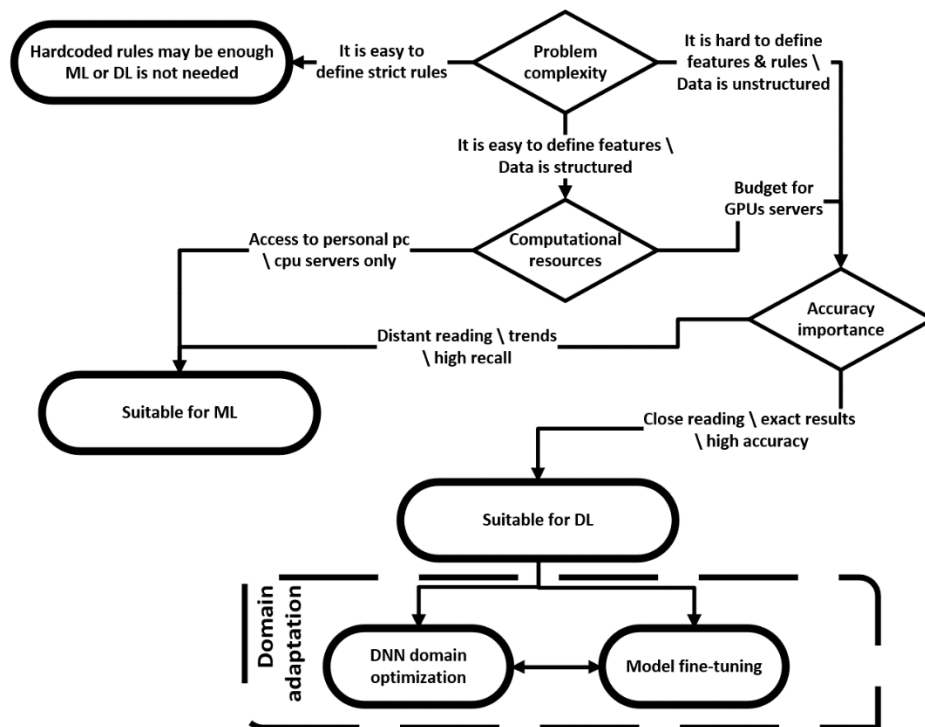 Hardcoded rules may be enough
ML or DL is not needed
It is easy to
define strict rules
Problem
complexity
It is hard to define
features & rules \
Data is unstructured
It is easy to define features \
Data is structured
Budget for
GPUs servers
Access to personal pc
\ cpu servers only
Computational
resources
Accuracy
importance
Distant reading \ trends
\ high recall
Suitable for ML
Close reading \ exact results
\ high accuracy
Suitable for DL
Domain
adaptation
DNN domain
optimization
Model fine-tuning